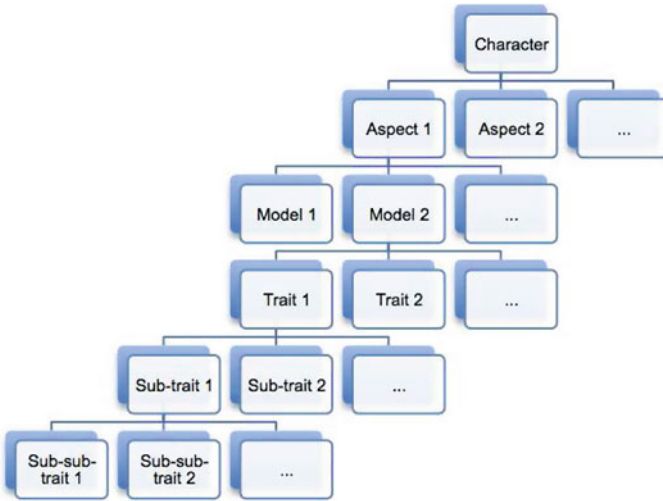 Character
Aspect 1
Aspect 2
...
Model 1
Model 2
...
Trait 1
Trait 2
...
Sub-trait 1
Sub-trait 2
...
Sub-sub-
trait 1
Sub-sub-
trait 2
...